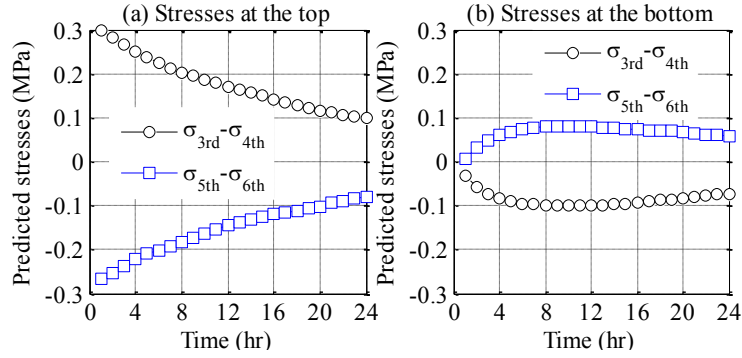 (a) Stresses at the top
Predicted stresses (MPa)
0.3
0.2
0.1
0
-0.1
-0.2
-0.3
σ3rd-σ4th
σ5th-σ6th
0 4 8 12 16 20 24
Time (hr)
(b) Stresses at the bottom
Predicted stresses (MPa)
0.3
0.2
0.1
0
-0.1
-0.2
-0.3
σ3rd-σ4th
σ5th-σ6th
0 4 8 12 16 20 24
Time (hr)